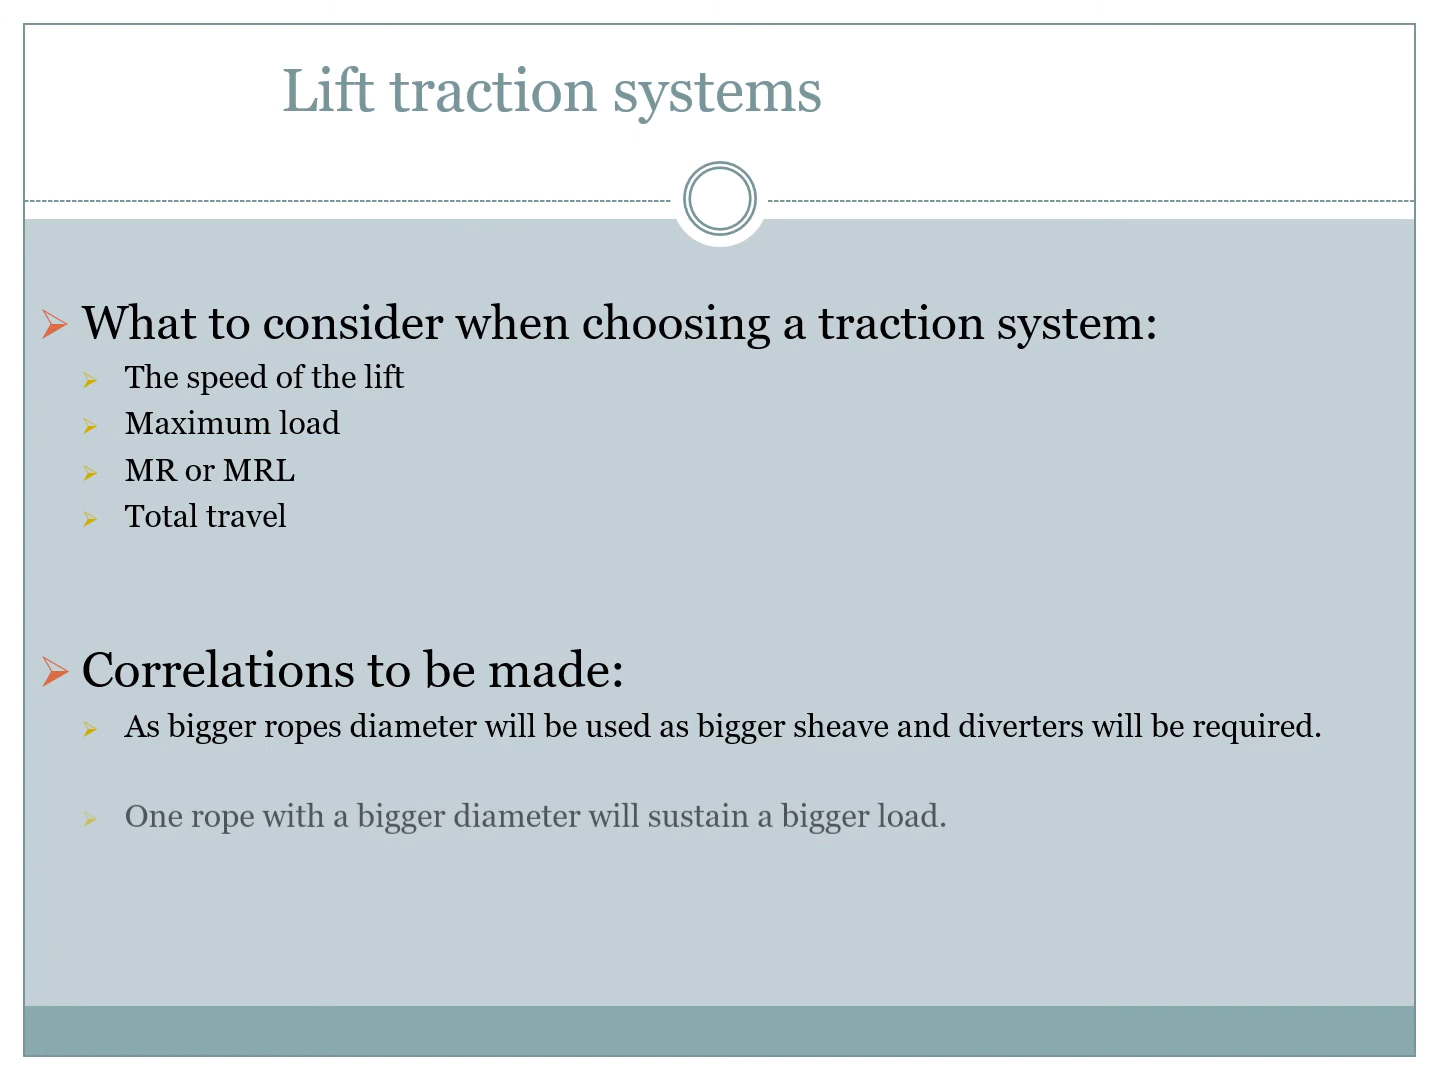 Lift traction systems
What to consider when choosing a traction system:
The speed of the lift
Maximum load
MR or MRL
Total travel
Correlations to be made:
As bigger ropes diameter will be used as bigger sheave and diverters will be required.
One rope with a bigger diameter will sustain a bigger load.